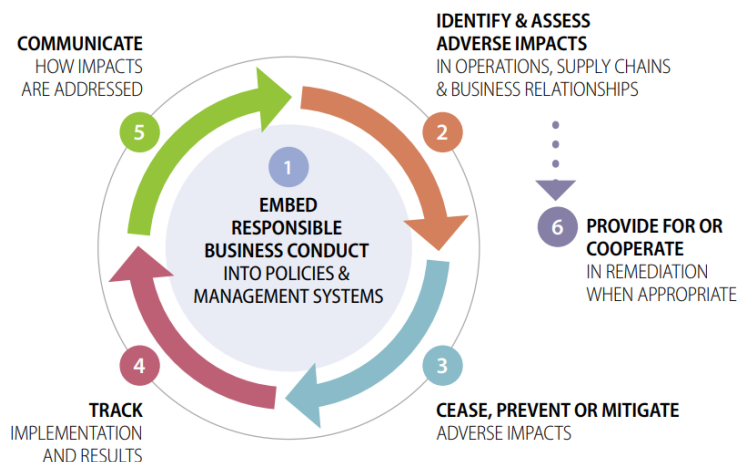 1
EMBED
RESPONSIBLE
BUSINESS CONDUCT
INTO POLICIES &
MANAGEMENT SYSTEMS
2
IDENTIFY & ASSESS
ADVERSE IMPACTS
IN OPERATIONS, SUPPLY CHAINS
& BUSINESS RELATIONSHIPS
3
CEASE, PREVENT OR MITIGATE
ADVERSE IMPACTS
4
TRACK
IMPLEMENTATION
AND RESULTS
5
COMMUNICATE
HOW IMPACTS
ARE ADDRESSED
6
PROVIDE FOR OR
COOPERATE
IN REMEDIATION
WHEN APPROPRIATE